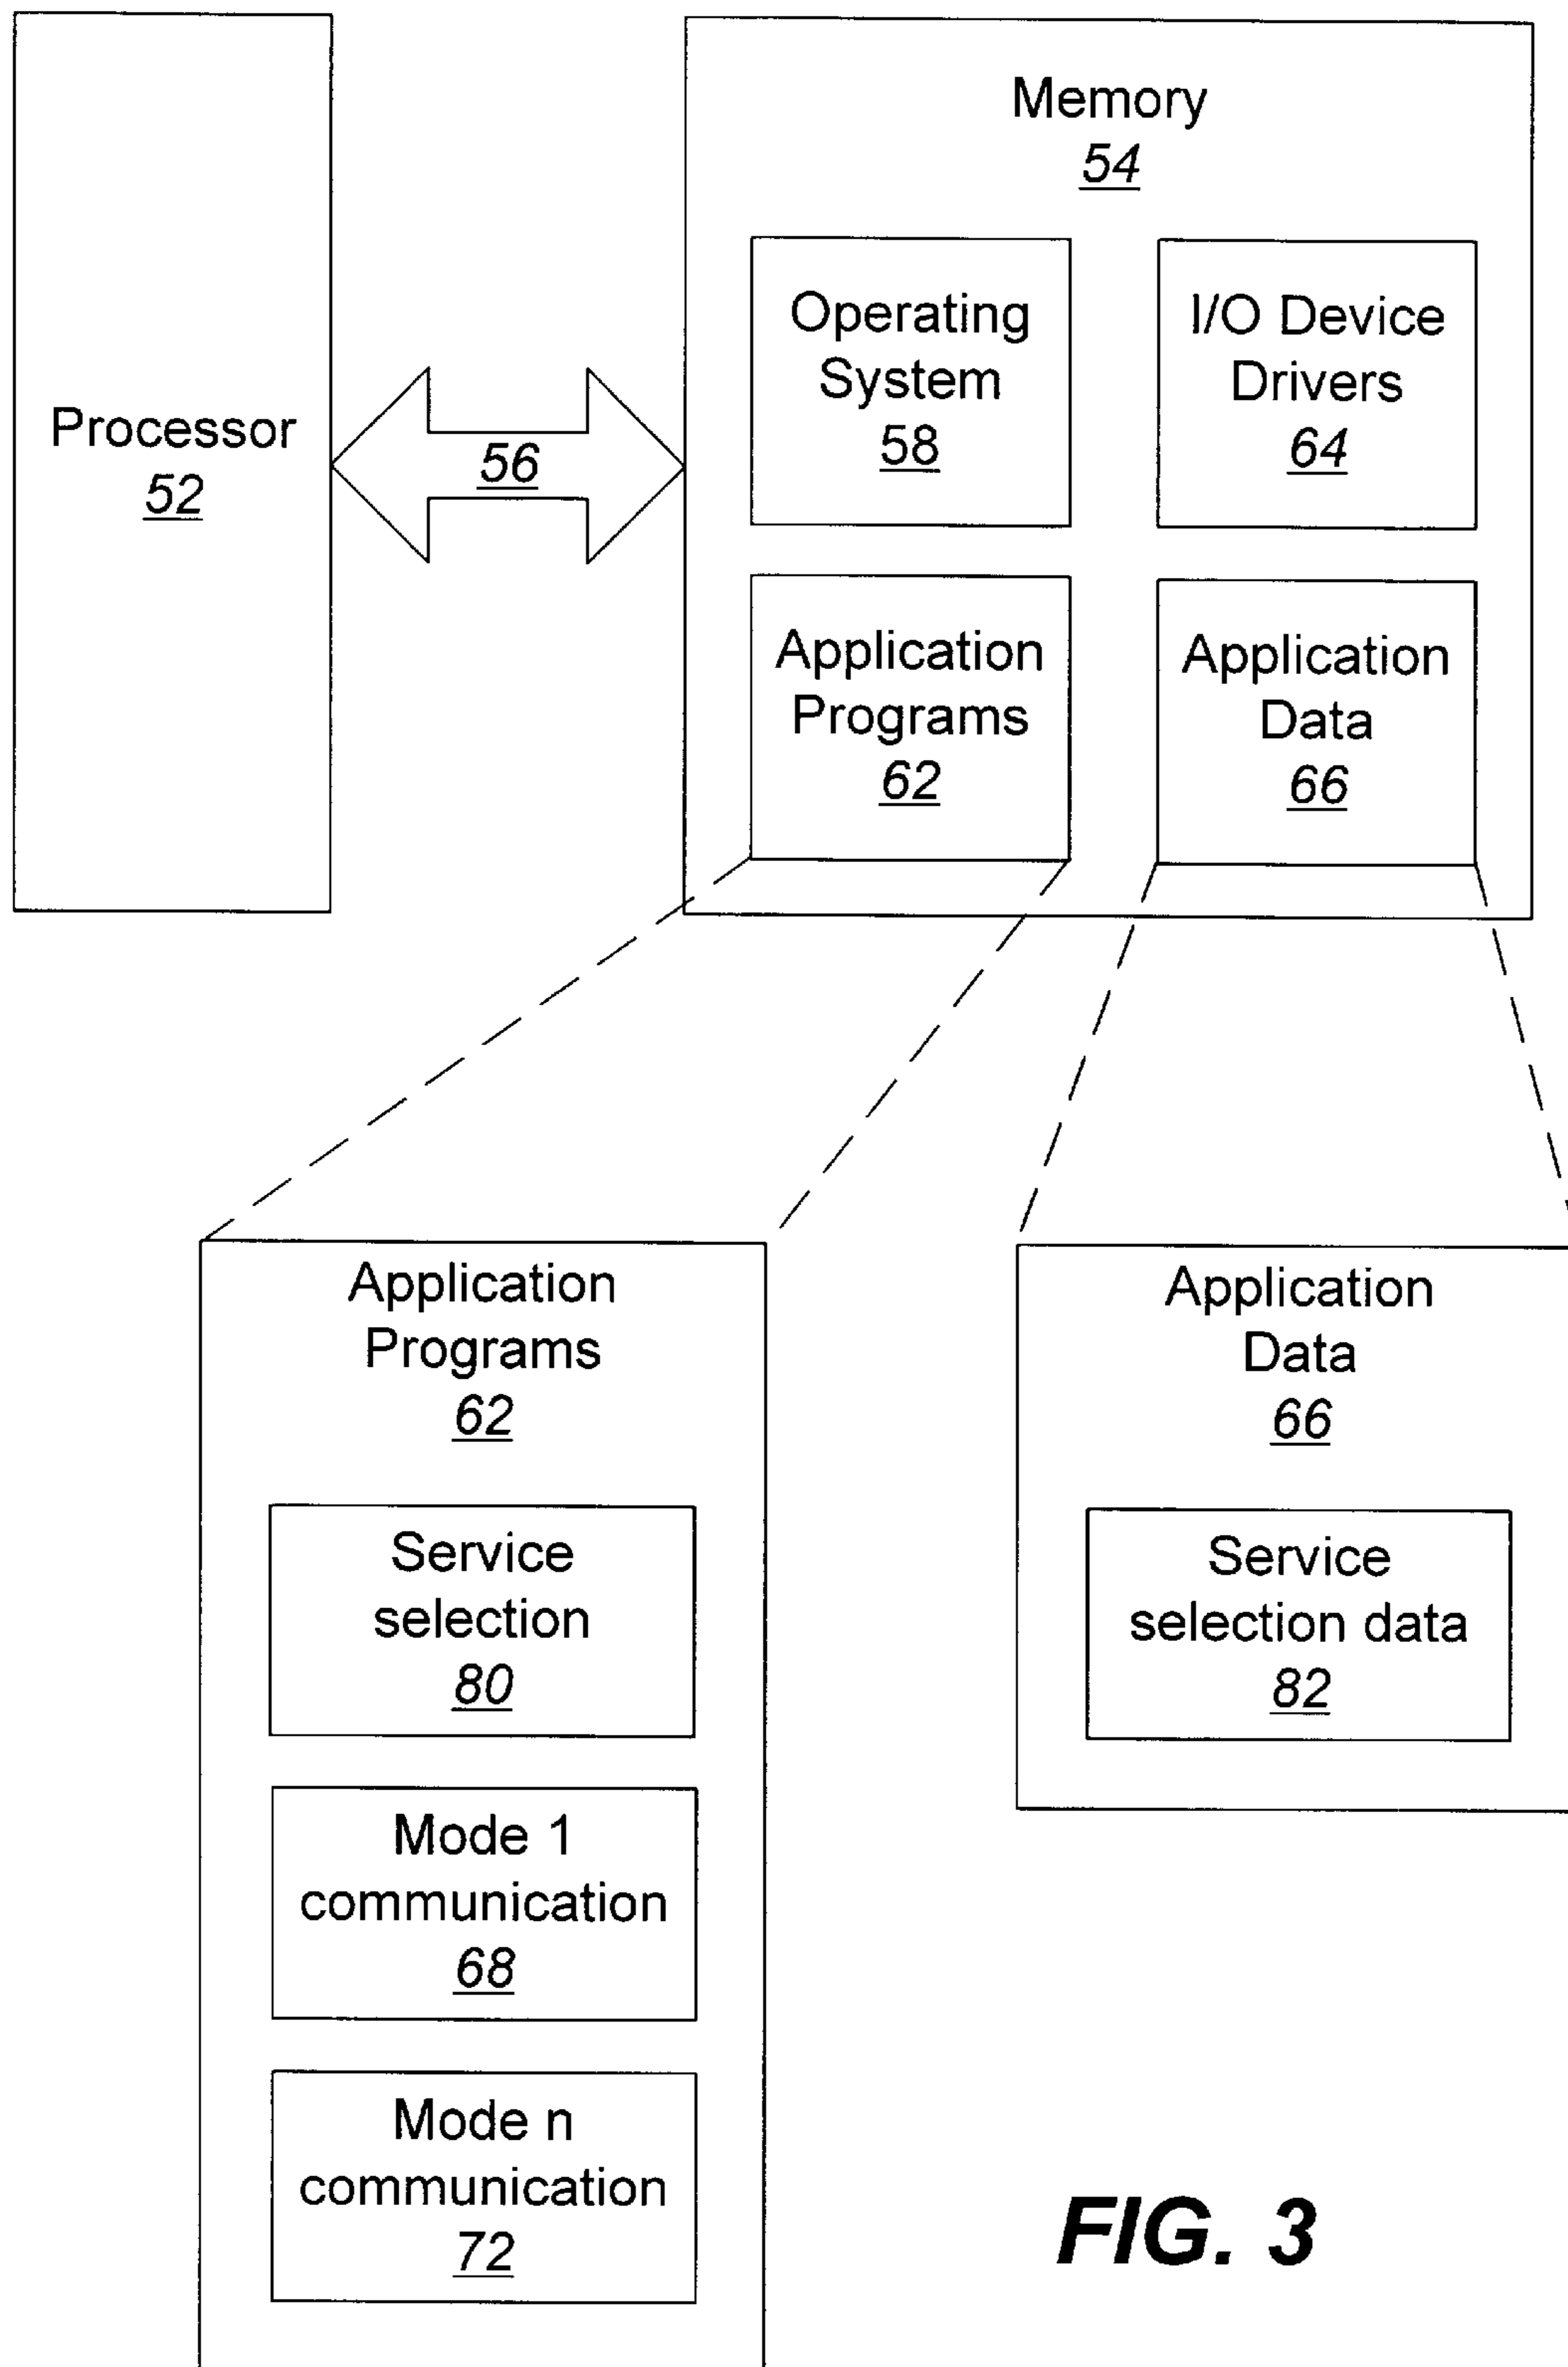 Processor
52
56
Memory
54
Operating
System
58
I/O Device
Drivers
64
Application
Programs
62
Application
Data
66
Application
Programs
62
Service
selection
80
Mode 1
communication
68
Mode n
communication
72
Application
Data
66
Service
selection data
82
FIG. 3